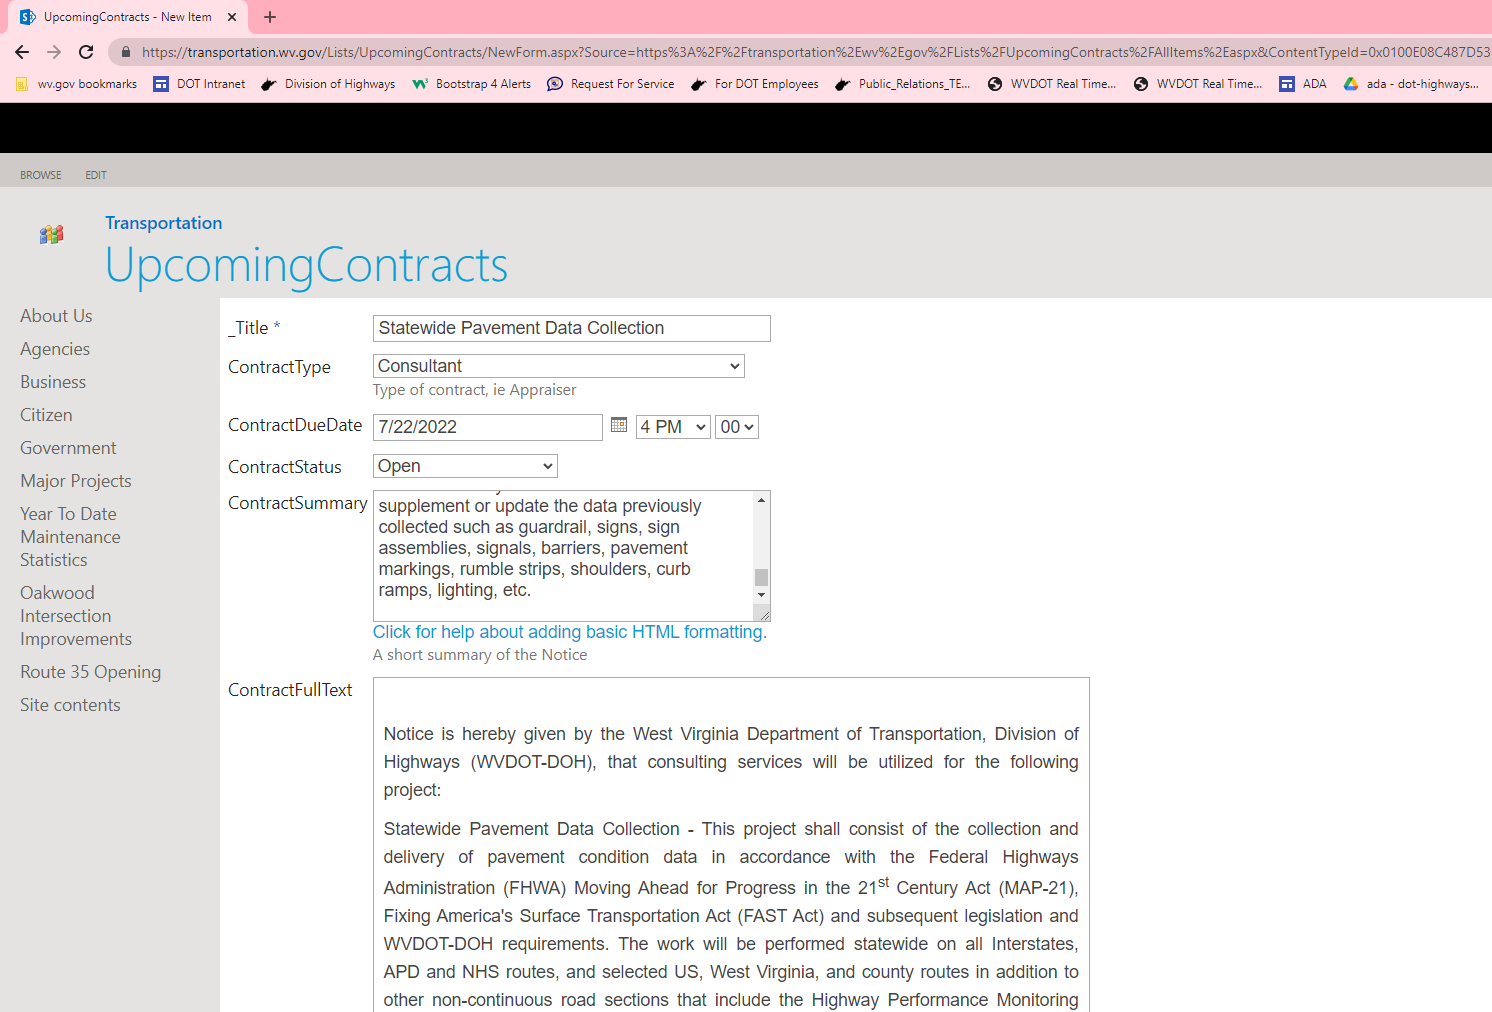 UpcomingContracts - New Item
https://transportation.wv.gov/Lists/UpcomingContracts/NewForm.aspx?Source=https%3A%2F%2Ftransportation%2Ewv%2Egov%2FLists%2FUpcomingContracts%2FAllItems%2Easpx&ContentTypeId=0x0100E08C487D53
wv.gov bookmarks DOT Intranet Division of Highways Bootstrap 4 Alerts Request For Service For DOT Employees Public_Relations_TE... WVDOT Real Time... WVDOT Real Time... ADA ada - dot-highways...
BROWSE EDIT
Transportation
UpcomingContracts
About Us
Agencies
Business
Citizen
Government
Major Projects
Year To Date
Maintenance
Statistics
Oakwood
Intersection
Improvements
Route 35 Opening
Site contents
_Title * Statewide Pavement Data Collection
ContractType Consultant
Type of contract, ie Appraiser
ContractDueDate 7/22/2022 4 PM 00
ContractStatus Open
ContractSummary
supplement or update the data previously
collected such as guardrail, signs, sign
assemblies, signals, barriers, pavement
markings, rumble strips, shoulders, curb
ramps, lighting, etc.
Click for help about adding basic HTML formatting.
A short summary of the Notice
ContractFullText
Notice is hereby given by the West Virginia Department of Transportation, Division of
Highways (WVDOT-DOH), that consulting services will be utilized for the following
project:
Statewide Pavement Data Collection - This project shall consist of the collection and
delivery of pavement condition data in accordance with the Federal Highways
Administration (FHWA) Moving Ahead for Progress in the 21st Century Act (MAP-21),
Fixing America's Surface Transportation Act (FAST Act) and subsequent legislation and
WVDOT-DOH requirements. The work will be performed statewide on all Interstates,
APD and NHS routes, and selected US, West Virginia, and county routes in addition to
other non-continuous road sections that include the Highway Performance Monitoring